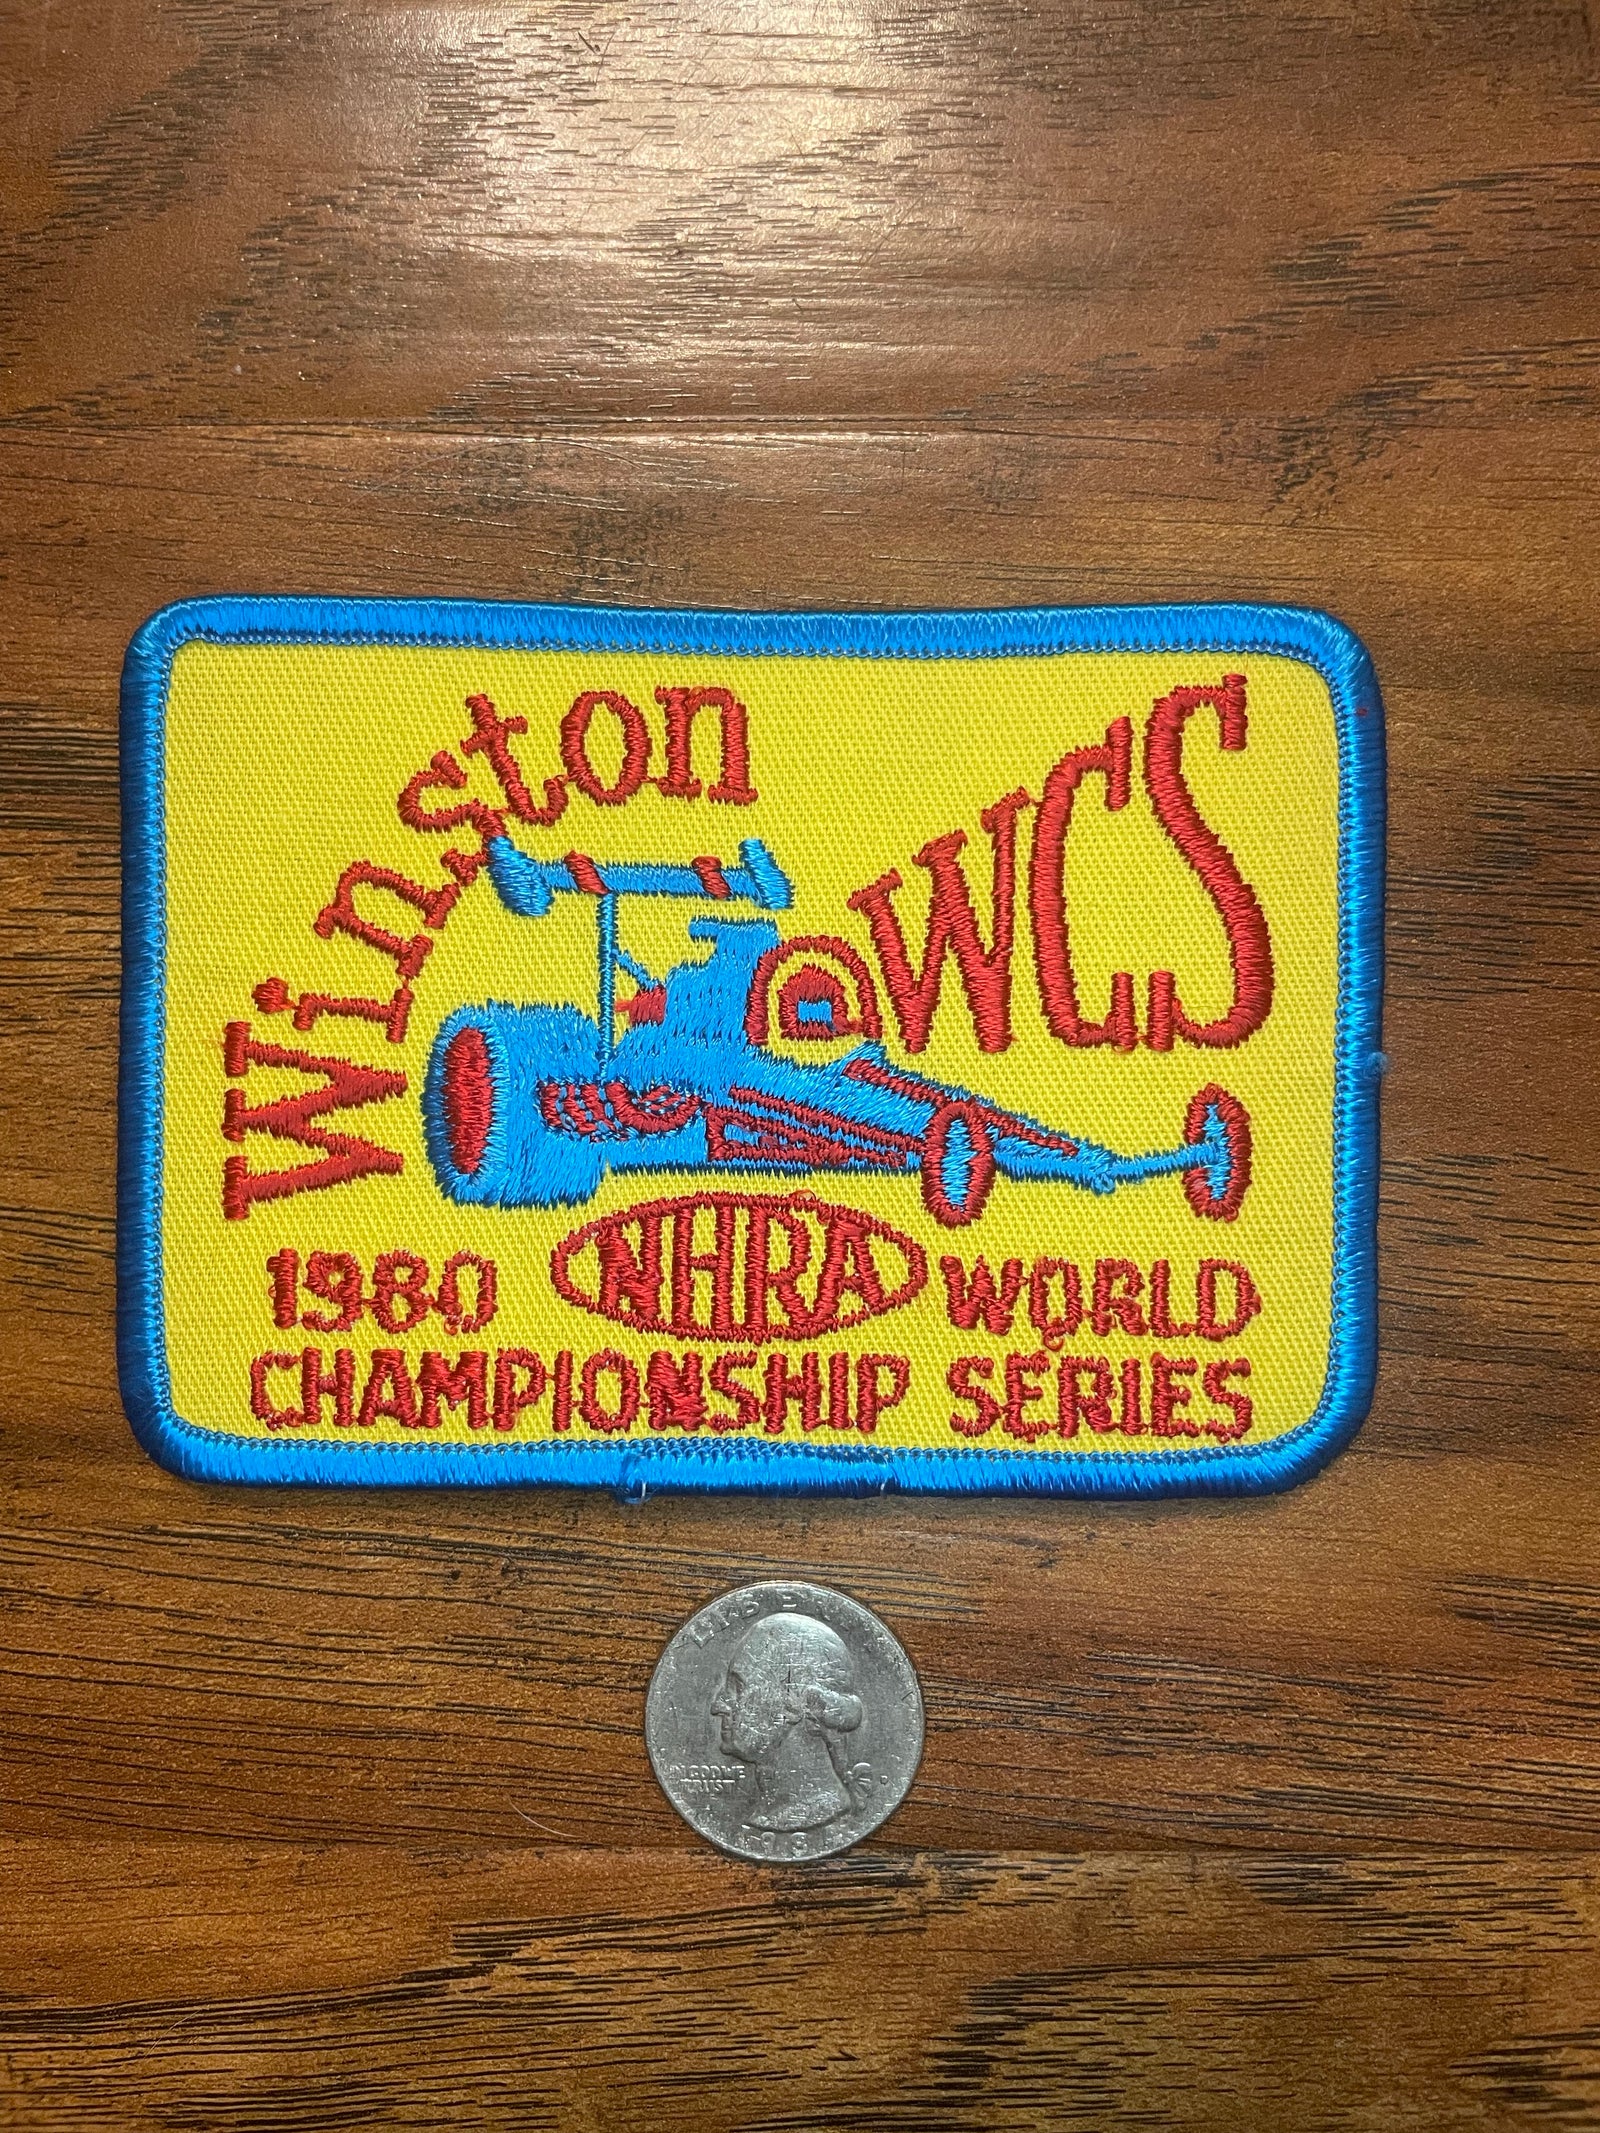 Winston
WCS
1980 NHRA WORLD
CHAMPIONSHIP SERIES
LIBERTY
IN GOD WE
TRUST